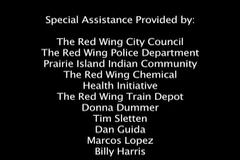 Special Assistance Provided by:
The Red Wing City Council
The Red Wing Police Department
Prairie Island Indian Community
The Red Wing Chemical
Health Initiative
The Red Wing Train Depot
Donna Dummer
Tim Sletten
Dan Guida
Marcos Lopez
Billy Harris